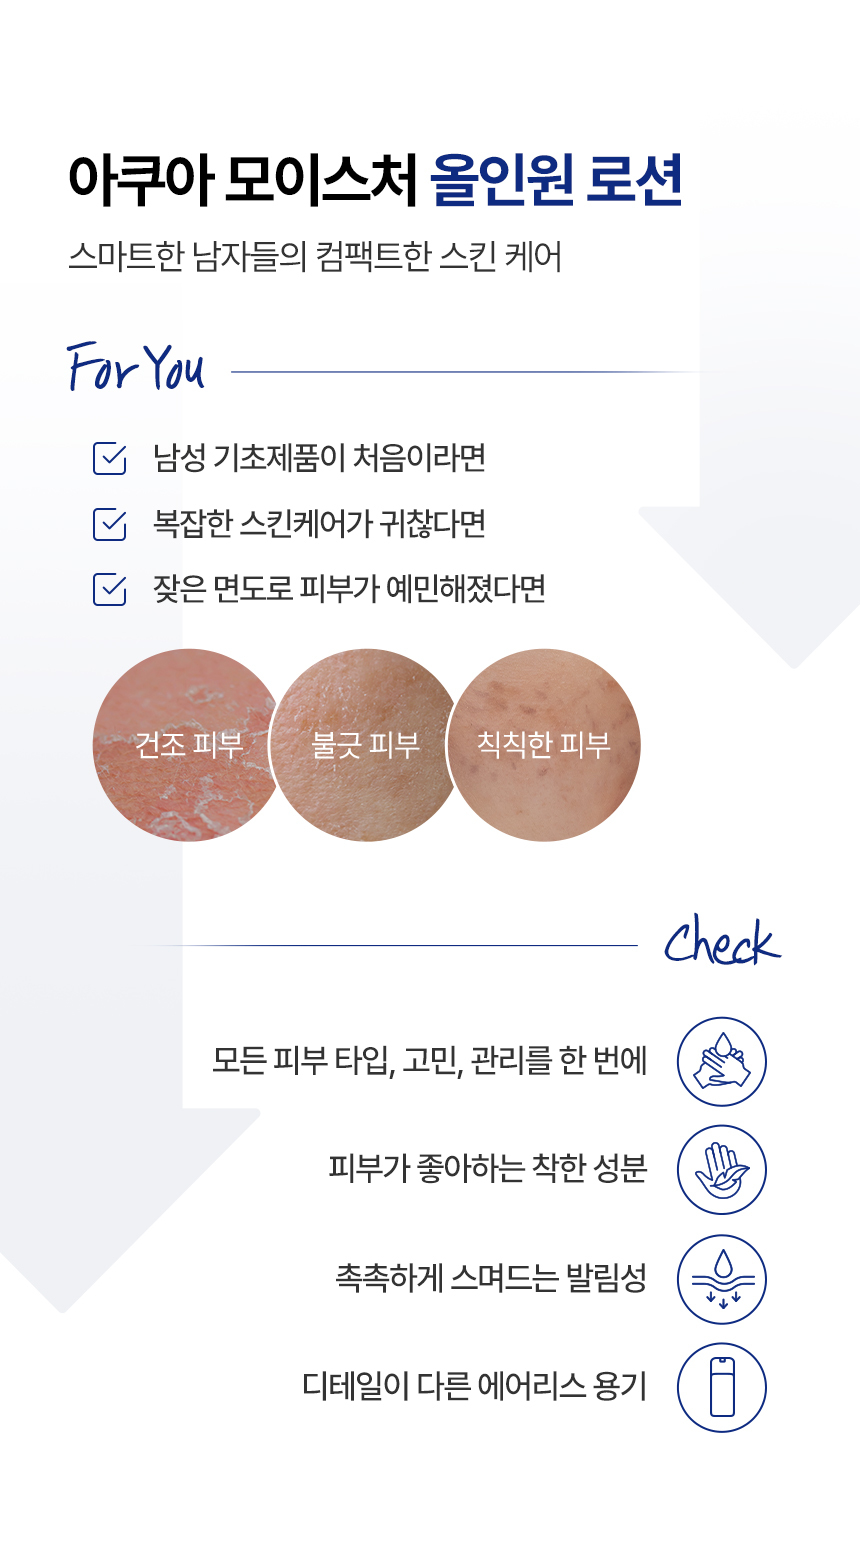 아쿠아 모이스처 올인원 로션
스마트한 남자들의 컴팩트한 스킨 케어
For You
남성 기초제품이 처음이라면
복잡한 스킨케어가 귀찮다면
잦은 면도로 피부가 예민해졌다면
건조 피부
불긋 피부
칙칙한 피부
Check
모든 피부 타입, 고민, 관리를 한 번에
피부가 좋아하는 착한 성분
촉촉하게 스며드는 발림성
디테일이 다른 에어리스 용기